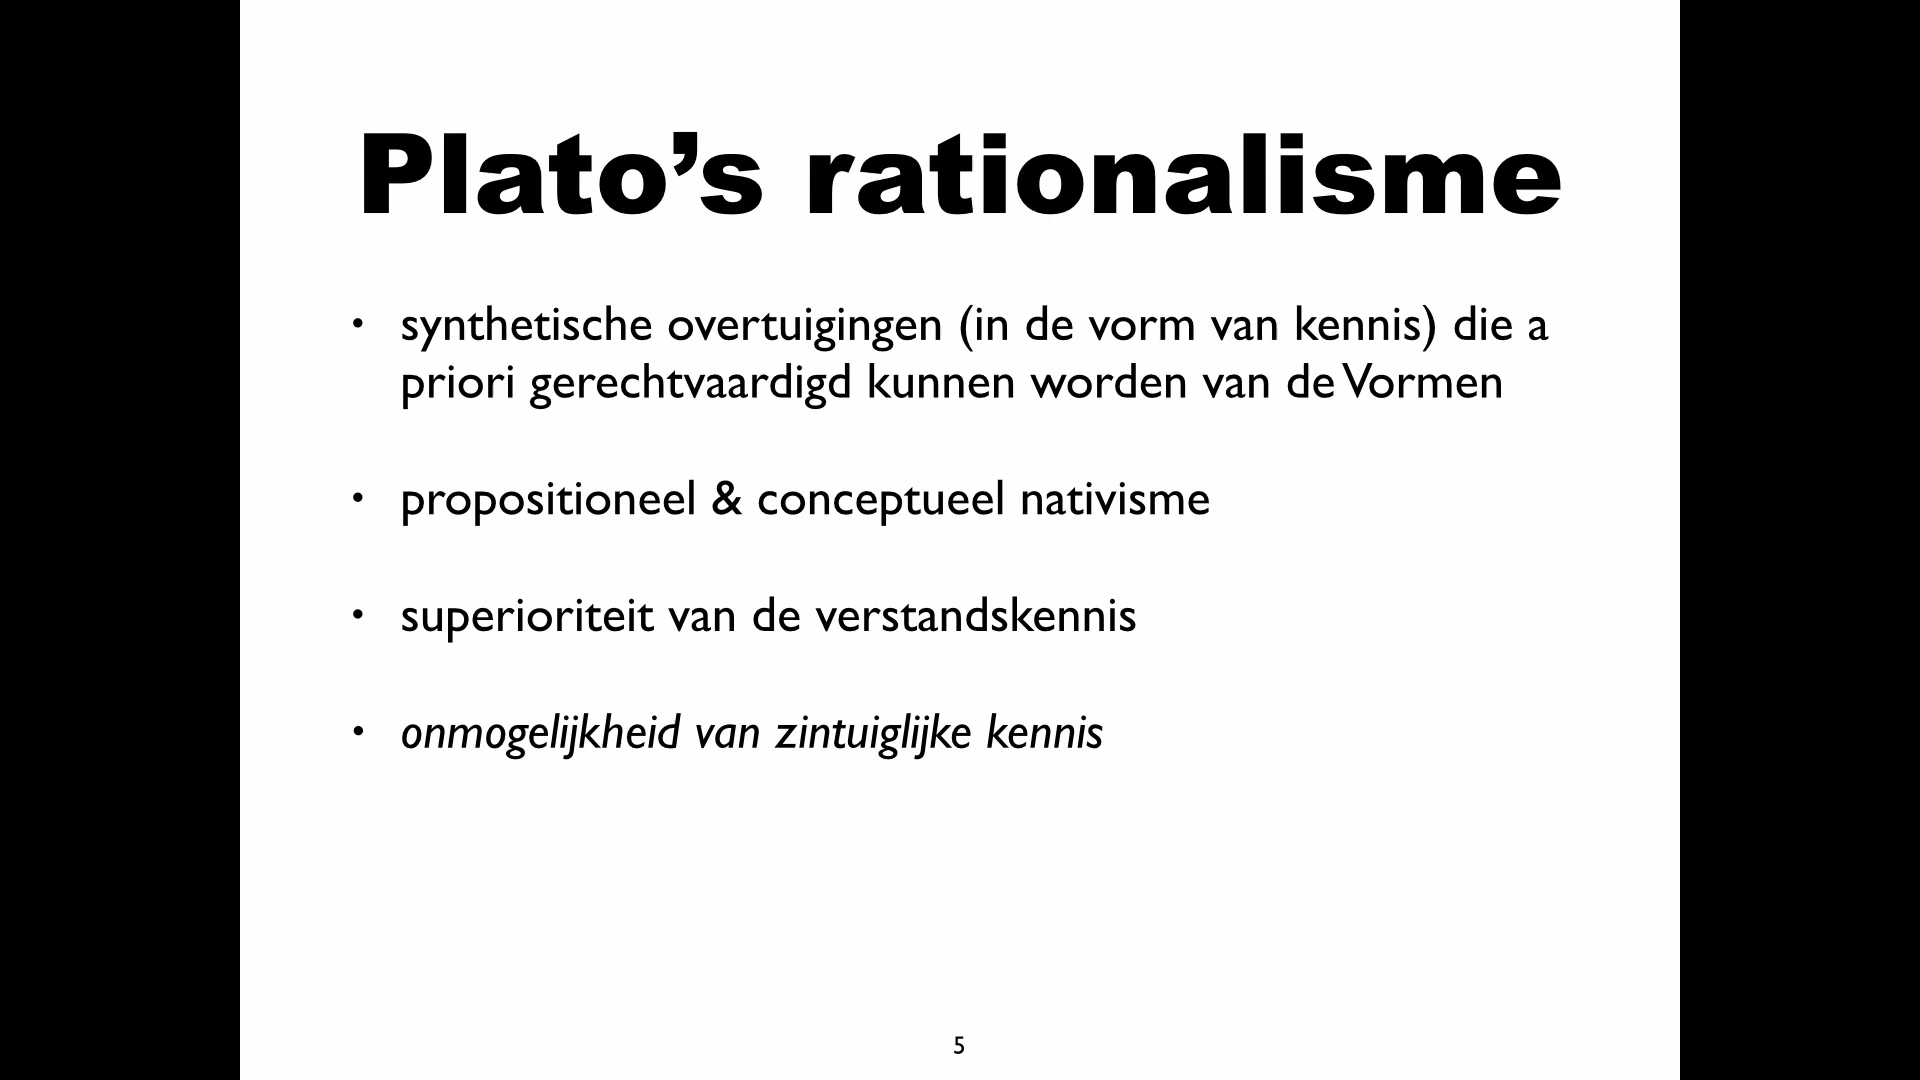 Plato’s rationalisme
• synthetische overtuigingen (in de vorm van kennis) die a
priori gerechtvaardigd kunnen worden van de Vormen
• propositioneel & conceptueel nativisme
• superioriteit van de verstandskennis
• onmogelijkheid van zintuiglijke kennis
5